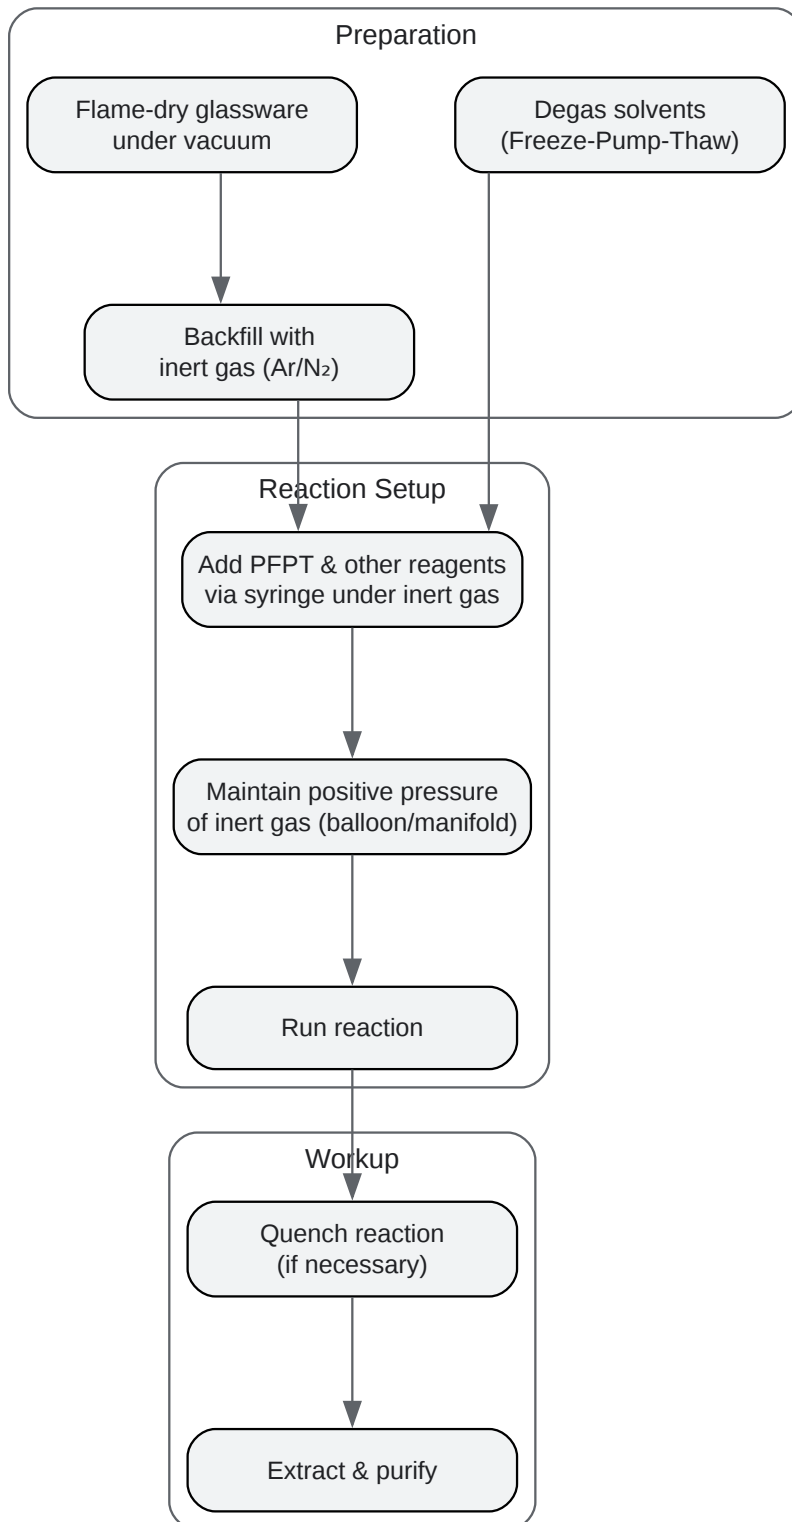 Preparation
Flame-dry glassware
under vacuum
Degas solvents
(Freeze-Pump-Thaw)
Backfill with
inert gas (Ar/N₂)
Reaction Setup
Add PFPT & other reagents
via syringe under inert gas
Maintain positive pressure
of inert gas (balloon/manifold)
Run reaction
Workup
Quench reaction
(if necessary)
Extract & purify